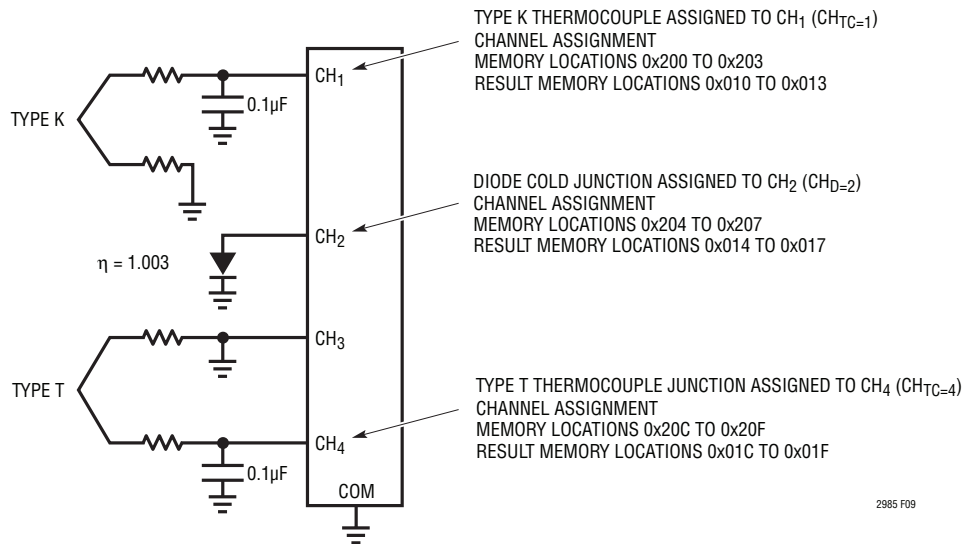 TYPE K THERMOCOUPLE ASSIGNED TO CH1 (CHTC=1)
CHANNEL ASSIGNMENT
MEMORY LOCATIONS 0x200 TO 0x203
RESULT MEMORY LOCATIONS 0x010 TO 0x013
CH1
0.1µF
TYPE K
DIODE COLD JUNCTION ASSIGNED TO CH2 (CHD=2)
CHANNEL ASSIGNMENT
MEMORY LOCATIONS 0x204 TO 0x207
RESULT MEMORY LOCATIONS 0x014 TO 0x017
CH2
η = 1.003
CH3
TYPE T
TYPE T THERMOCOUPLE JUNCTION ASSIGNED TO CH4 (CHTC=4)
CHANNEL ASSIGNMENT
MEMORY LOCATIONS 0x20C TO 0x20F
RESULT MEMORY LOCATIONS 0x01C TO 0x01F
CH4
0.1µF
COM
2985 F09